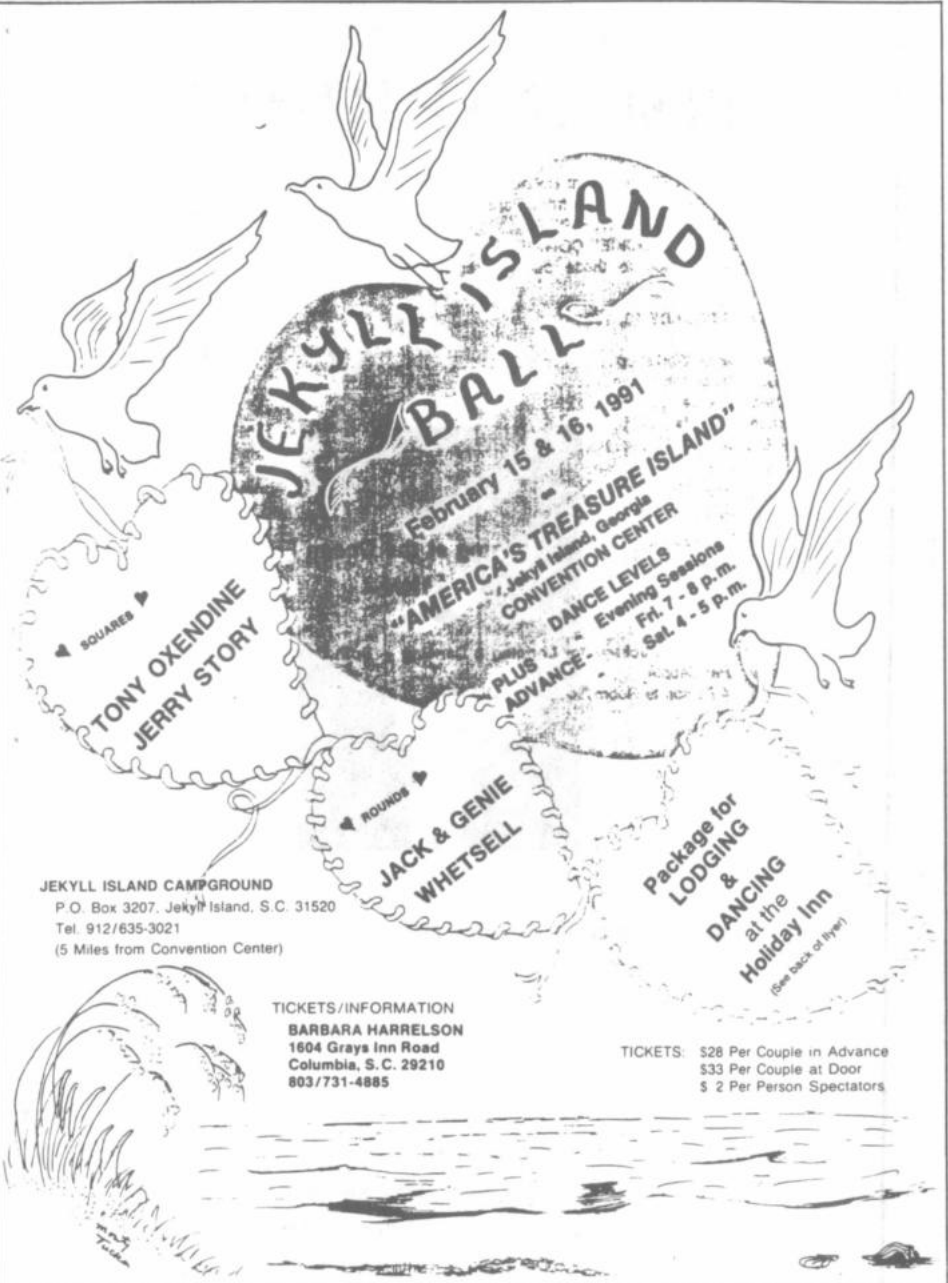 JEKYLL ISLAND
BALL
February 15 & 16, 1991
-
"AMERICA'S TREASURE ISLAND"
Jekyll Island, Georgia
CONVENTION CENTER
DANCE LEVELS
PLUS - Evening Sessions
ADVANCE - Fri. 7 - 8 p.m.
Sat. 4 - 5 p.m.
SQUARES
TONY OXENDINE
JERRY STORY
ROUNDS
JACK & GENIE
WHETSELL
Package for
LODGING
&
DANCING
at the
Holiday Inn
(See back of flyer)
JEKYLL ISLAND CAMPGROUND
P.O. Box 3207, Jekyll Island, S.C. 31520
Tel. 912/635-3021
(5 Miles from Convention Center)
TICKETS/INFORMATION
BARBARA HARRELSON
1604 Grays Inn Road
Columbia, S.C. 29210
803/731-4885
TICKETS: $28 Per Couple in Advance
$33 Per Couple at Door
$ 2 Per Person Spectators